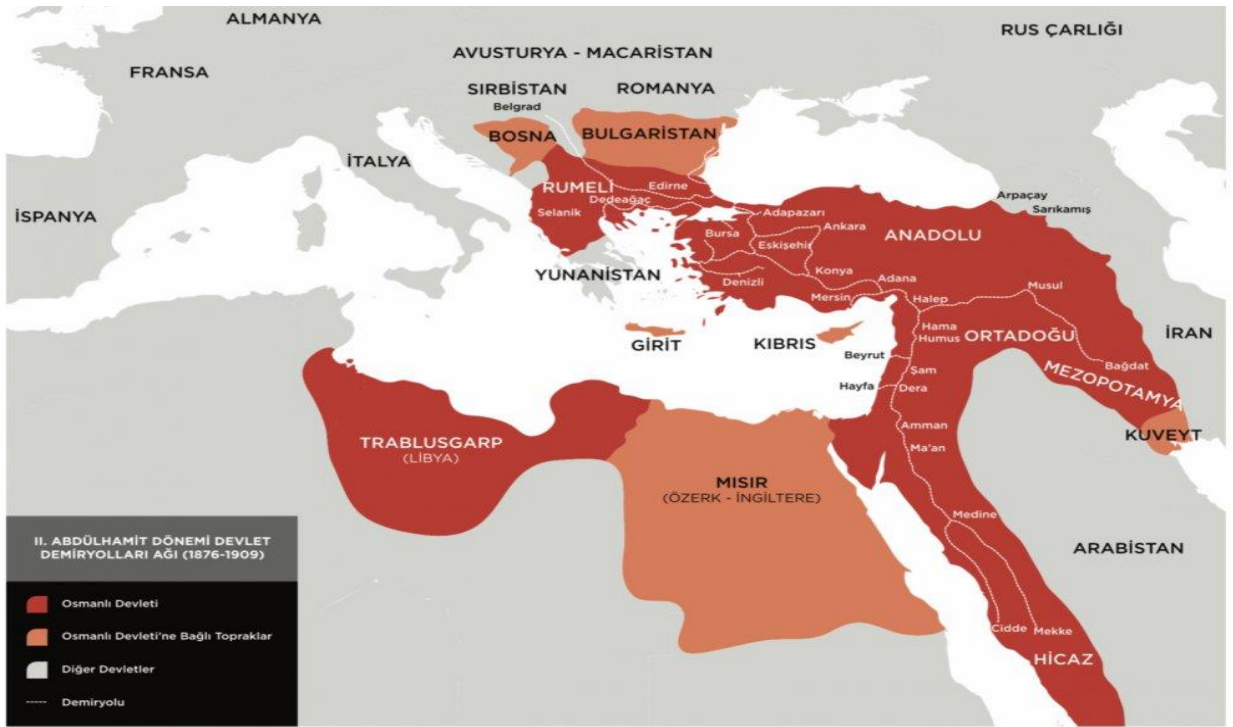 ALMANYA
RUS ÇARLIĞI
FRANSA
AVUSTURYA - MACARİSTAN
SIRBİSTAN
ROMANYA
Belgrad
BOSNA
BULGARİSTAN
İTALYA
RUMELİ
Edirne
Dedeağaç
Selanik
İSPANYA
Arpaçay
Sarıkamış
Adapazarı
Ankara
ANADOLU
Bursa
Eskişehir
YUNANİSTAN
Denizli
Konya
Adana
Mersin
Halep
Musul
Hama
Humus
ORTADOĞU
İRAN
GİRİT
KIBRIS
Beyrut
Şam
Bağdat
MEZOPOTAMYA
Hayfa
Dera
Amman
Ma'an
KUVEYT
TRABLUSGARP
(LİBYA)
MISIR
(ÖZERK - İNGİLTERE)
Medine
ARABİSTAN
Cidde
Mekke
HİCAZ
II. ABDÜLHAMİT DÖNEMİ DEVLET
DEMİRYOLLARI AĞI (1876-1909)
Osmanlı Devleti
Osmanlı Devleti'ne Bağlı Topraklar
Diğer Devletler
Demiryolu